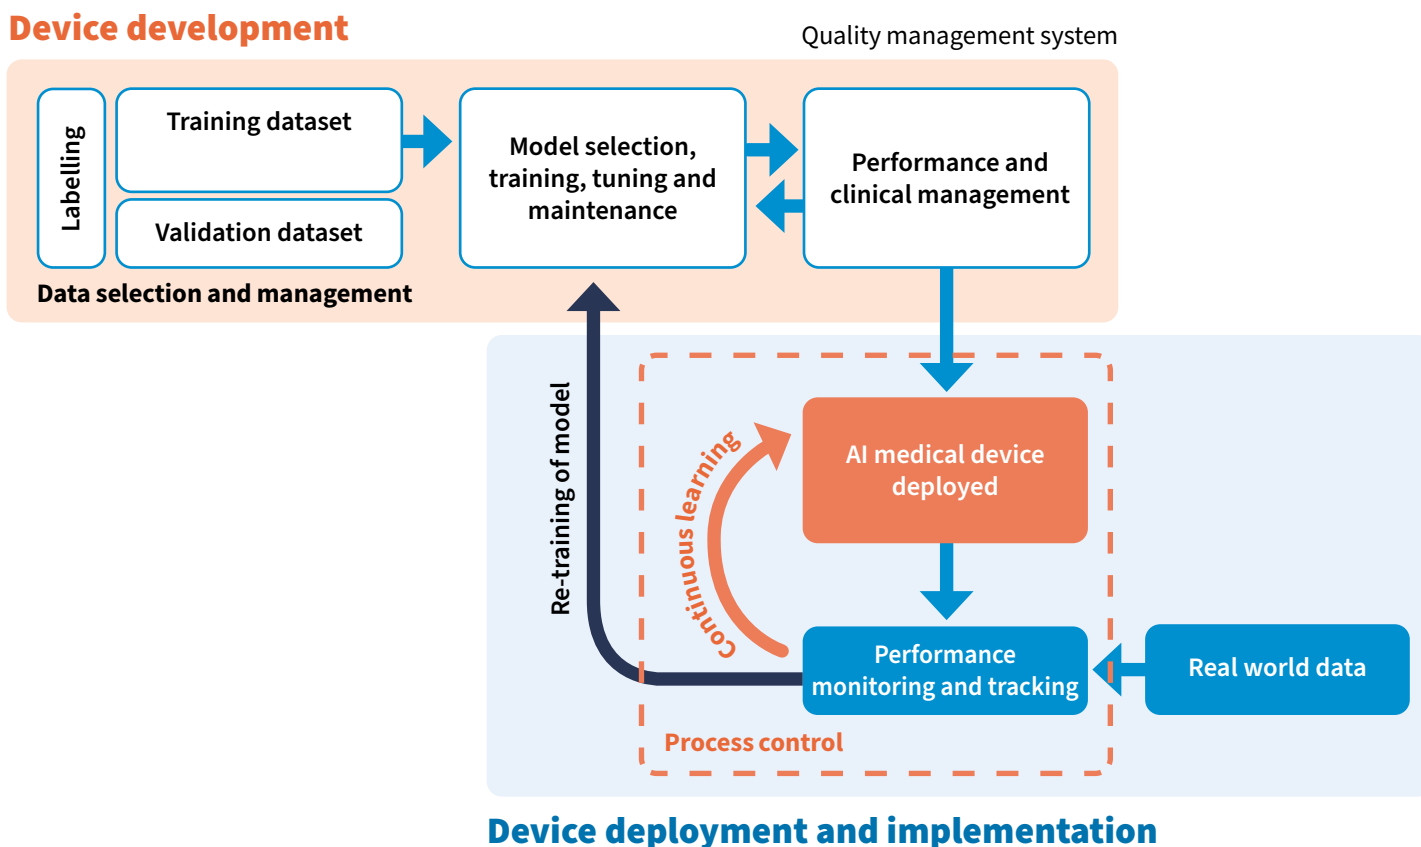 Device development
Quality management system
Labelling
Training dataset
Validation dataset
Data selection and management
Model selection,
training, tuning and
maintenance
Performance and
clinical management
Re-training of model
Continuous learning
AI medical device
deployed
Performance
monitoring and tracking
Real world data
Process control
Device deployment and implementation